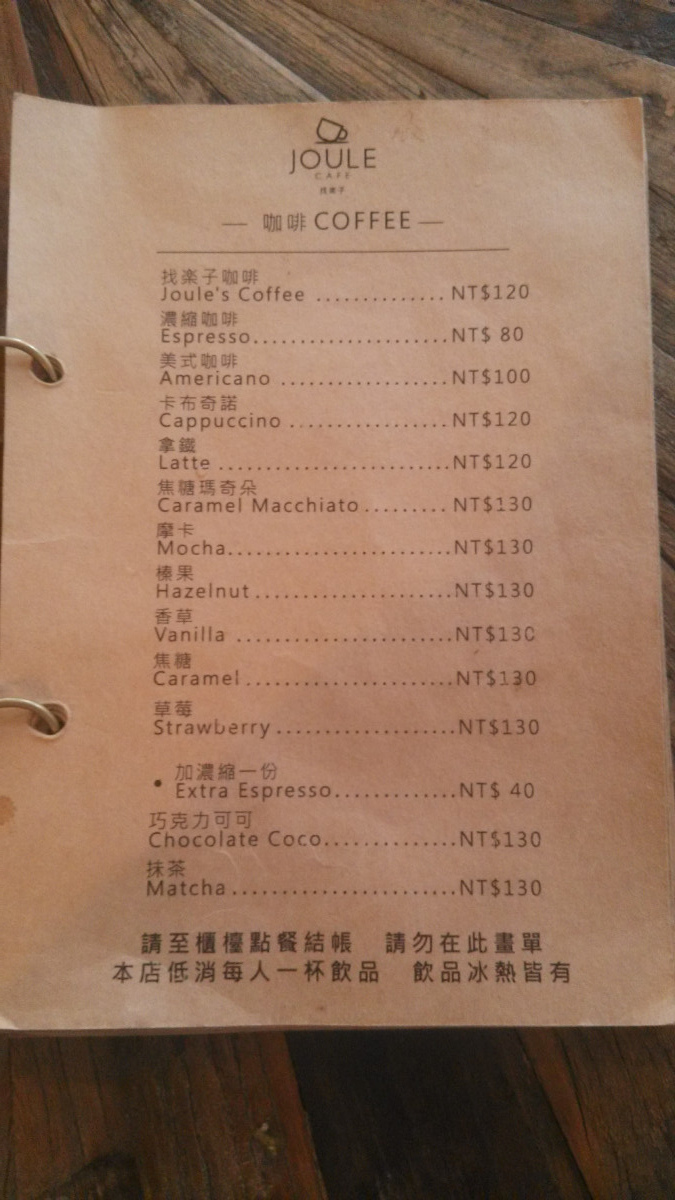 JOULE
CAFE
找楽子
— 咖啡 COFFEE —
找楽子咖啡
Joule's Coffee .............. NT$120
濃縮咖啡
Espresso...................... NT$ 80
美式咖啡
Americano .................. NT$100
卡布奇諾
Cappuccino ................. NT$120
拿鐵
Latte ......................... NT$120
焦糖瑪奇朵
Caramel Macchiato ......... NT$130
摩卡
Mocha......................... NT$130
榛果
Hazelnut ...................... NT$130
香草
Vanilla ........................ NT$130
焦糖
Caramel ....................... NT$130
草莓
Strawberry .................... NT$130
• 加濃縮一份
Extra Espresso.............. NT$ 40
巧克力可可
Chocolate Coco............... NT$130
抹茶
Matcha ......................... NT$130
請至櫃檯點餐結帳 請勿在此畫單
本店低消每人一杯飲品 飲品冰熱皆有